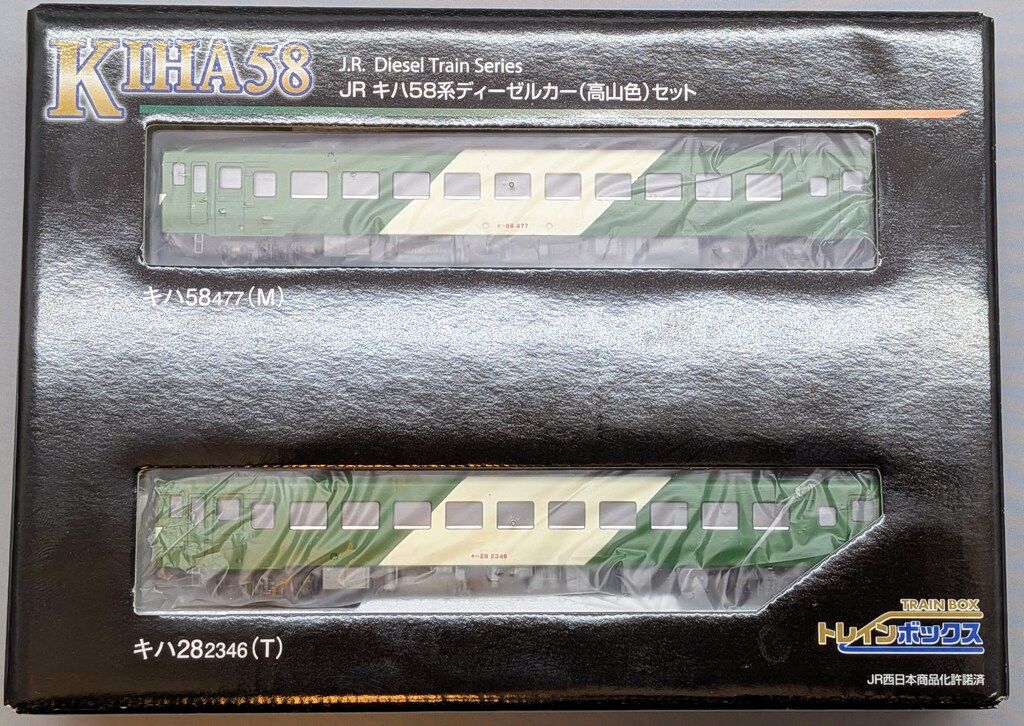 KIHA58
J.R. Diesel Train Series
JR キハ58系ディーゼルカー(高山色)セット
キハ58 477
キハ58477(M)
キハ28 2346
キハ282346(T)
TRAIN BOX
トレインボックス
JR西日本商品化許諾済